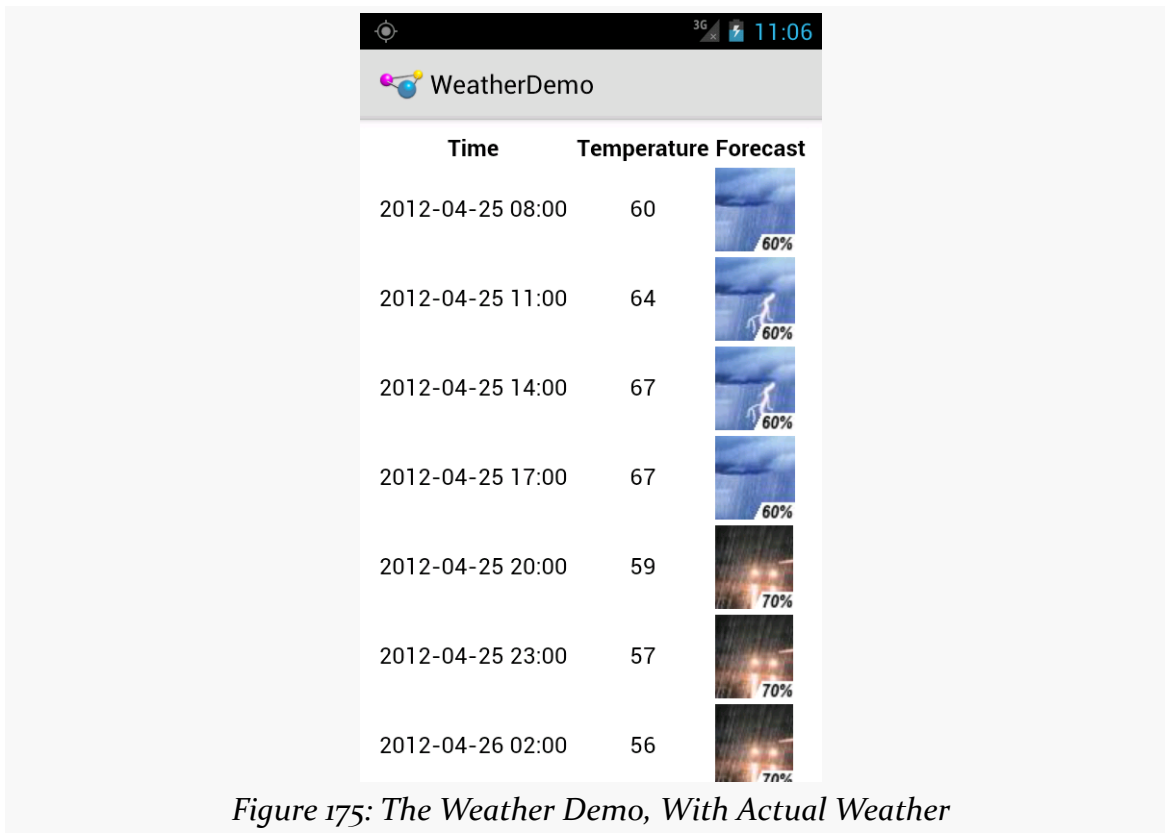 3G 11:06
WeatherDemo
Time Temperature Forecast
2012-04-25 08:00 60 60%
2012-04-25 11:00 64 60%
2012-04-25 14:00 67 60%
2012-04-25 17:00 67 60%
2012-04-25 20:00 59 70%
2012-04-25 23:00 57 70%
2012-04-26 02:00 56 70%
Figure 175: The Weather Demo, With Actual Weather